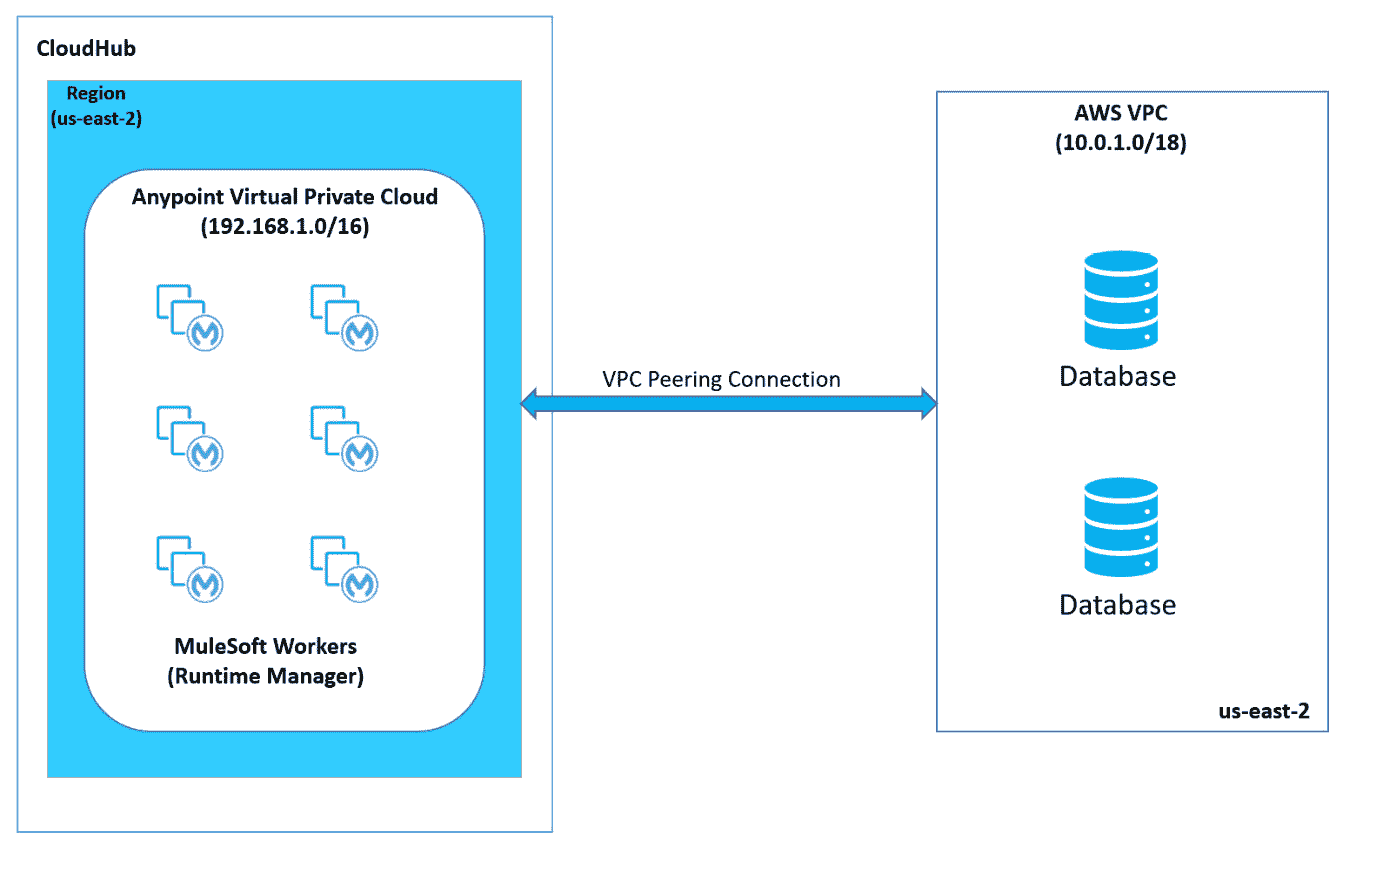 CloudHub
Region
(us-east-2)
Anypoint Virtual Private Cloud
(192.168.1.0/16)
MuleSoft Workers
(Runtime Manager)
VPC Peering Connection
AWS VPC
(10.0.1.0/18)
Database
Database
us-east-2